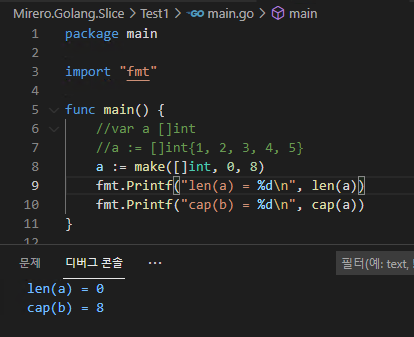 Mirero.Golang.Slice > Test1 > main.go > main
1 package main
2
3 import "fmt"
4
5 func main() {
6 //var a []int
7 //a := []int{1, 2, 3, 4, 5}
8 a := make([]int, 0, 8)
9 fmt.Printf("len(a) = %d\n", len(a))
10 fmt.Printf("cap(b) = %d\n", cap(a))
11 }
12
문제 디버그 콘솔 ... 필터(예: text,
len(a) = 0
cap(b) = 8